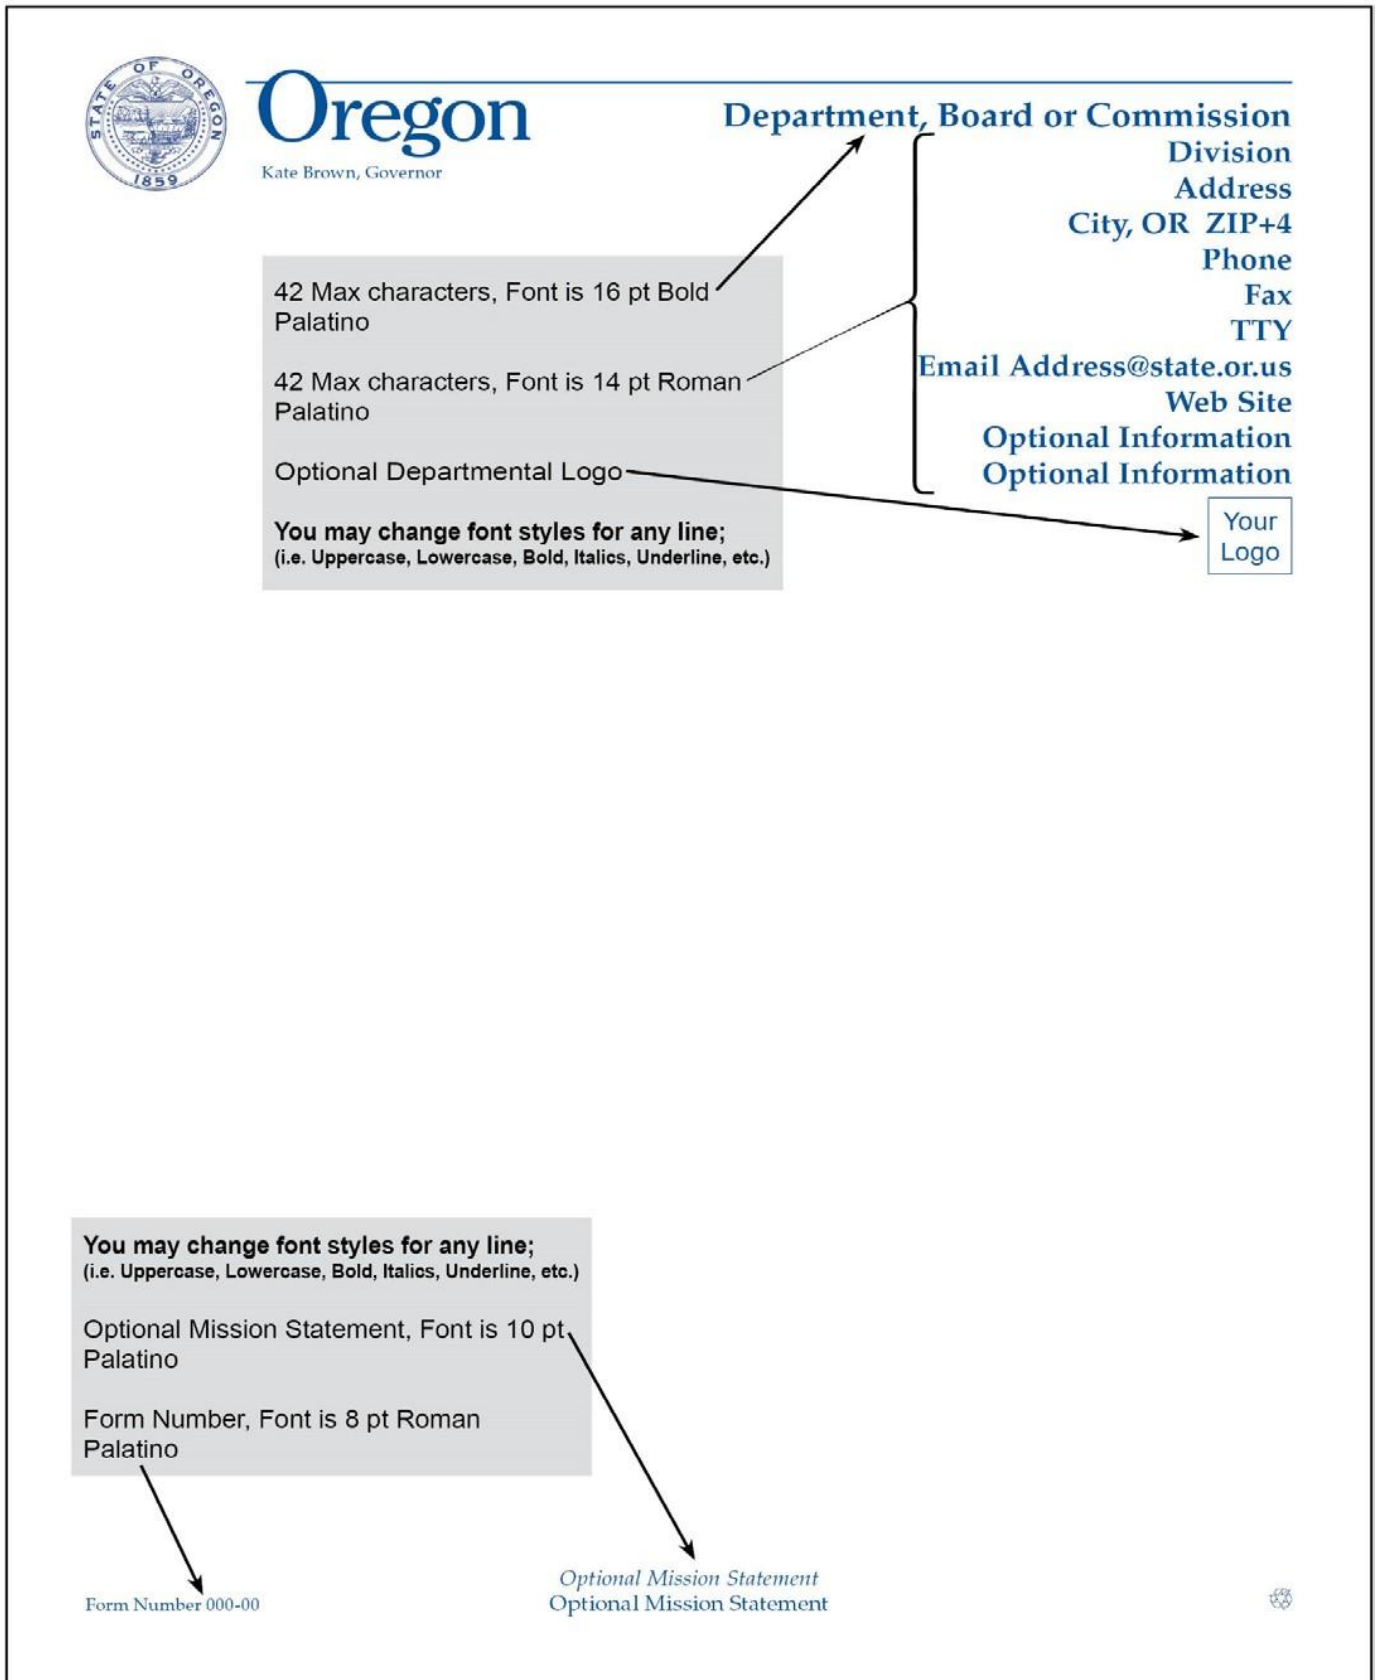 STATE OF OREGON
1859
Oregon
Kate Brown, Governor
Department, Board or Commission
Division
Address
City, OR  ZIP+4
Phone
Fax
TTY
Email Address@state.or.us
Web Site
Optional Information
Optional Information
Your
Logo
42 Max characters, Font is 16 pt Bold
Palatino
42 Max characters, Font is 14 pt Roman
Palatino
Optional Departmental Logo
You may change font styles for any line;
(i.e. Uppercase, Lowercase, Bold, Italics, Underline, etc.)
You may change font styles for any line;
(i.e. Uppercase, Lowercase, Bold, Italics, Underline, etc.)
Optional Mission Statement, Font is 10 pt
Palatino
Form Number, Font is 8 pt Roman
Palatino
Form Number 000-00
Optional Mission Statement
Optional Mission Statement